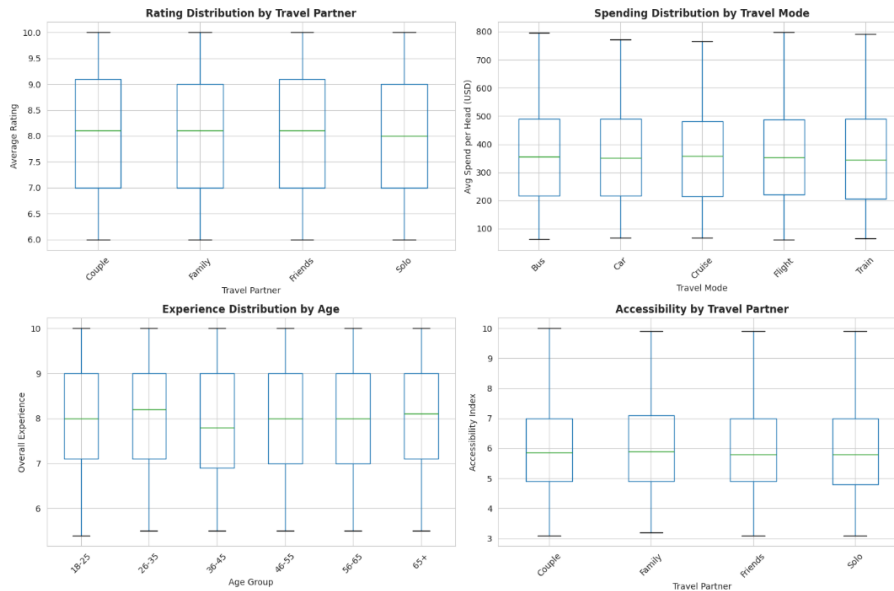 Rating Distribution by Travel Partner
Average Rating
10.0
9.5
9.0
8.5
8.0
7.5
7.0
6.5
6.0
Couple
Family
Friends
Solo
Travel Partner
Spending Distribution by Travel Mode
Avg Spend per Head (USD)
800
700
600
500
400
300
200
100
Bus
Car
Cruise
Flight
Train
Travel Mode
Experience Distribution by Age
Overall Experience
10
9
8
7
6
18-25
26-35
36-45
46-55
56-65
65+
Age Group
Accessibility by Travel Partner
Accessibility Index
10
9
8
7
6
5
4
3
Couple
Family
Friends
Solo
Travel Partner